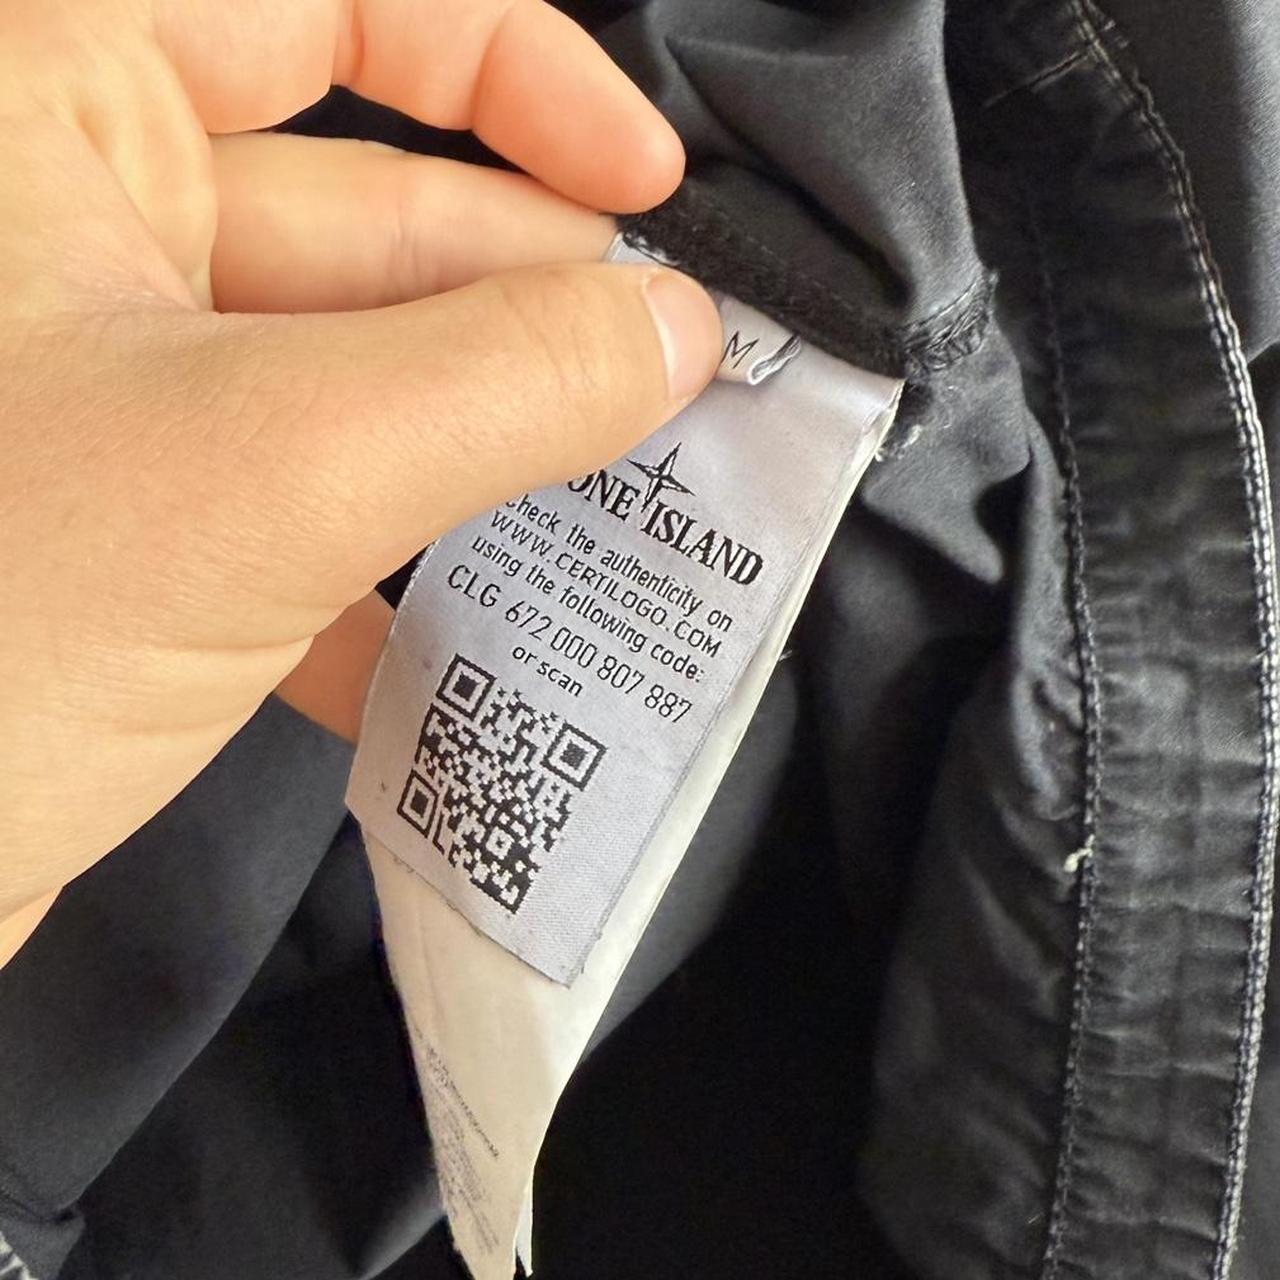 M
ONE ISLAND
Check the authenticity on
WWW.CERTILOGO.COM
using the following code:
CLG 672 000 807 887
or scan